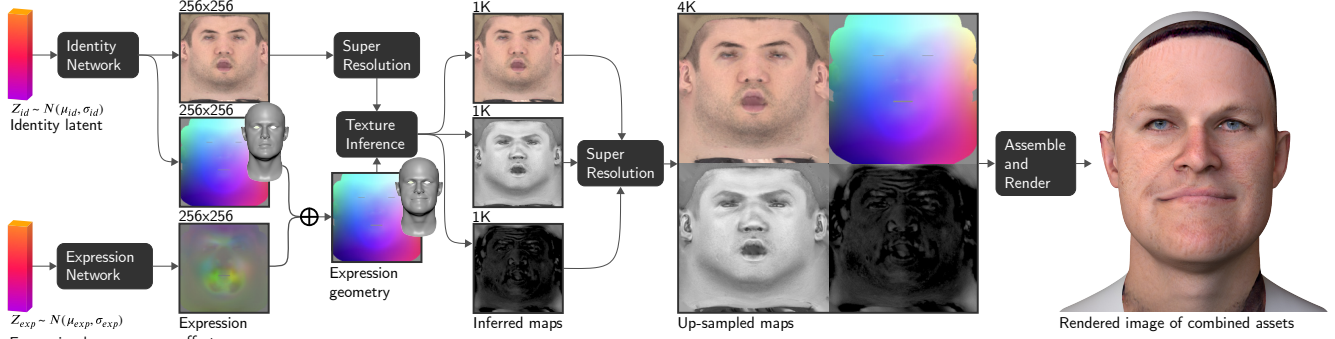 256x256
1K
4K
Identity
Network
Super
Resolution
Z_id ~ N(μ_id, σ_id)
Identity latent
256x256
1K
Texture
Inference
Super
Resolution
Assemble
and
Render
256x256
1K
Expression
Network
Expression
geometry
Z_exp ~ N(μ_exp, σ_exp)
Expression
Inferred maps
Up-sampled maps
Rendered image of combined assets